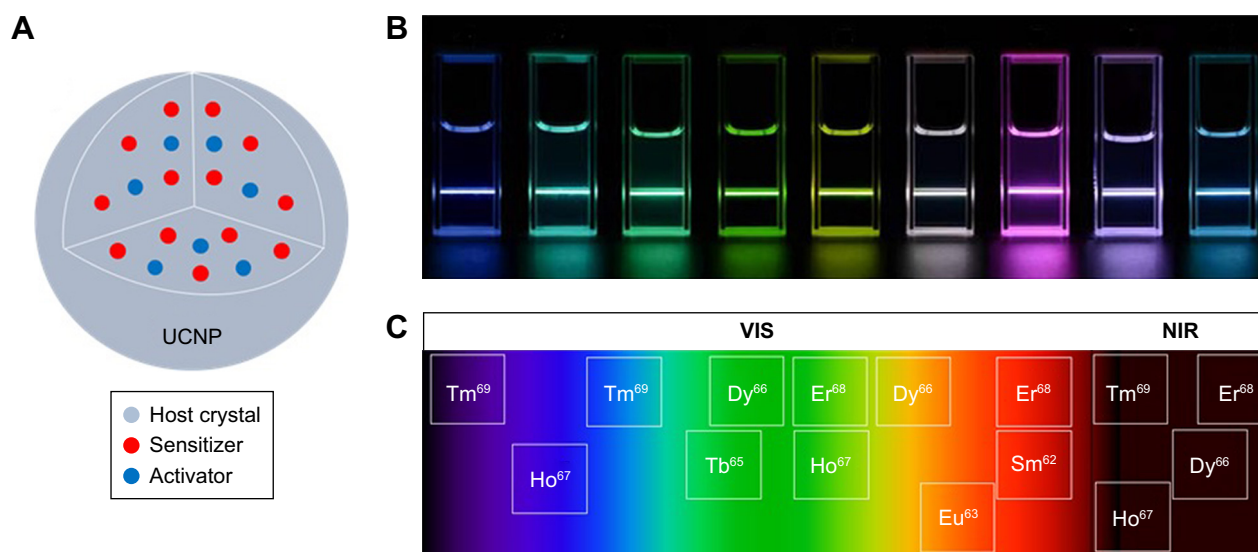 A
UCNP
Host crystal
Sensitizer
Activator
B
C
VIS NIR
Tm⁶⁹ Tm⁶⁹ Dy⁶⁶ Er⁶⁸ Dy⁶⁶ Er⁶⁸ Tm⁶⁹ Er⁶⁸
Ho⁶⁷ Tb⁶⁵ Ho⁶⁷ Sm⁶² Dy⁶⁶
Eu⁶³ Ho⁶⁷